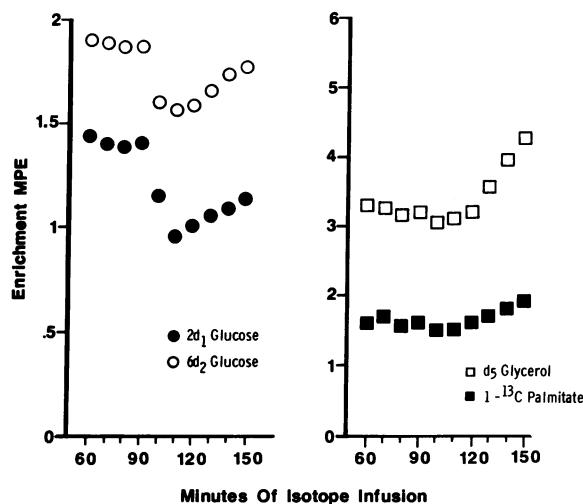 2
1.5
1
.5
0
Enrichment MPE
2d1 Glucose
6d2 Glucose
60 90 120 150
6
5
4
3
2
1
0
d5 Glycerol
1 - 13C Palmitate
60 90 120 150
Minutes Of Isotope Infusion